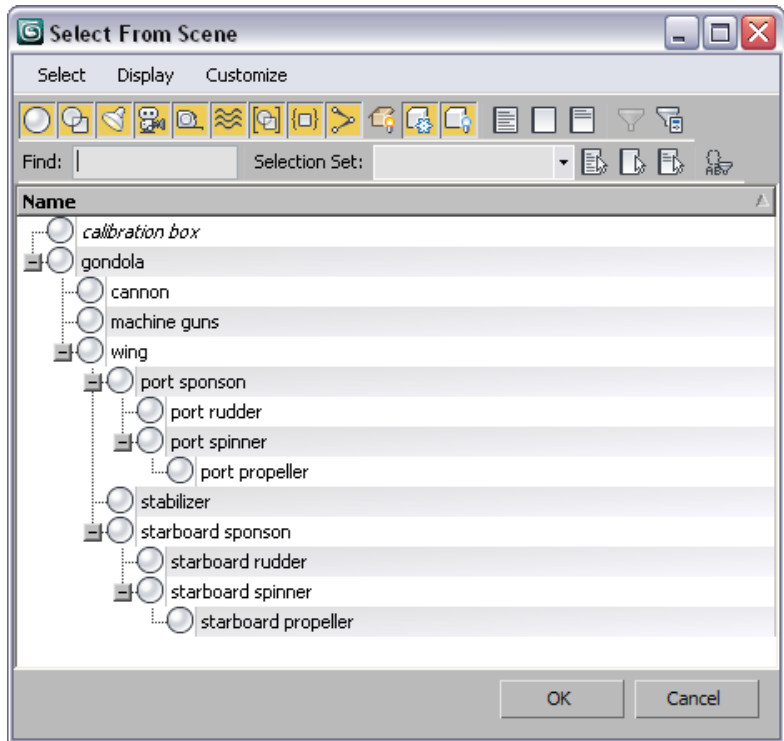 Select From Scene
Select Display Customize
Find: Selection Set:
Name
calibration box
gondola
cannon
machine guns
wing
port sponson
port rudder
port spinner
port propeller
stabilizer
starboard sponson
starboard rudder
starboard spinner
starboard propeller
OK Cancel